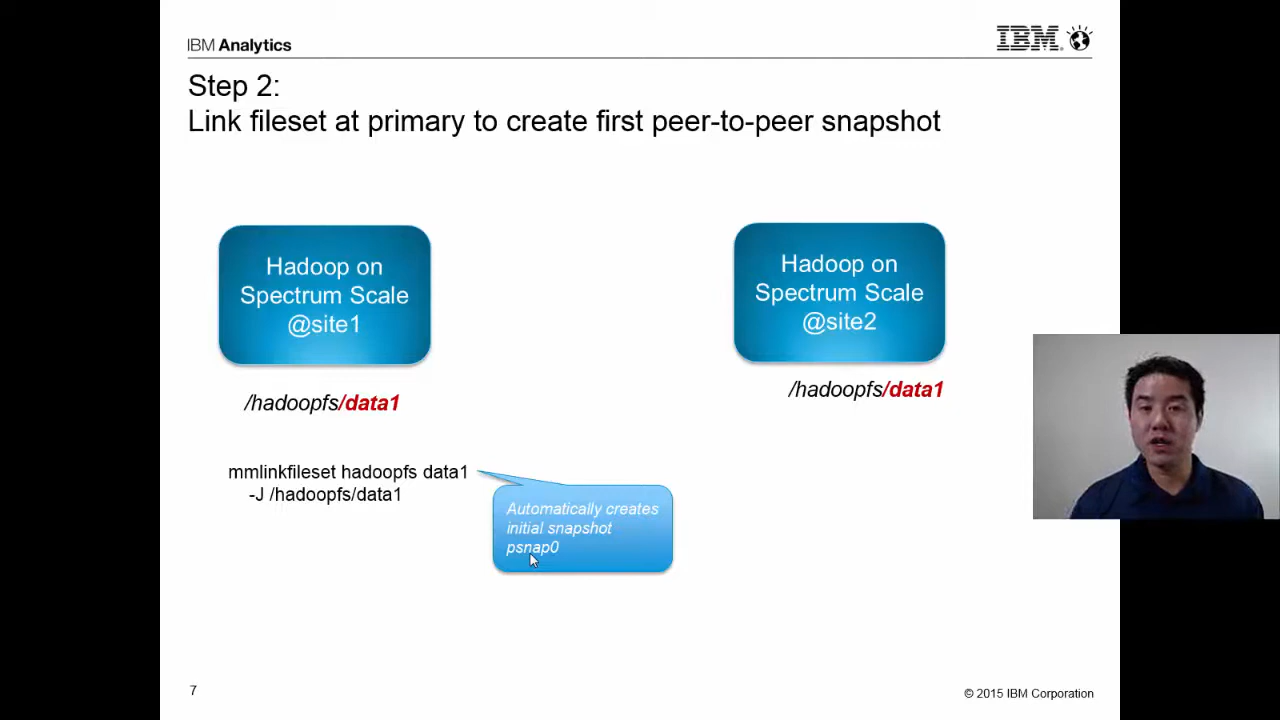 IBM Analytics
IBM
Step 2:
Link fileset at primary to create first peer-to-peer snapshot
Hadoop on
Spectrum Scale
@site1
Hadoop on
Spectrum Scale
@site2
/hadoopfs/data1
/hadoopfs/data1
mmlinkfileset hadoopfs data1
-J /hadoopfs/data1
Automatically creates
initial snapshot
psnap0
7
© 2015 IBM Corporation